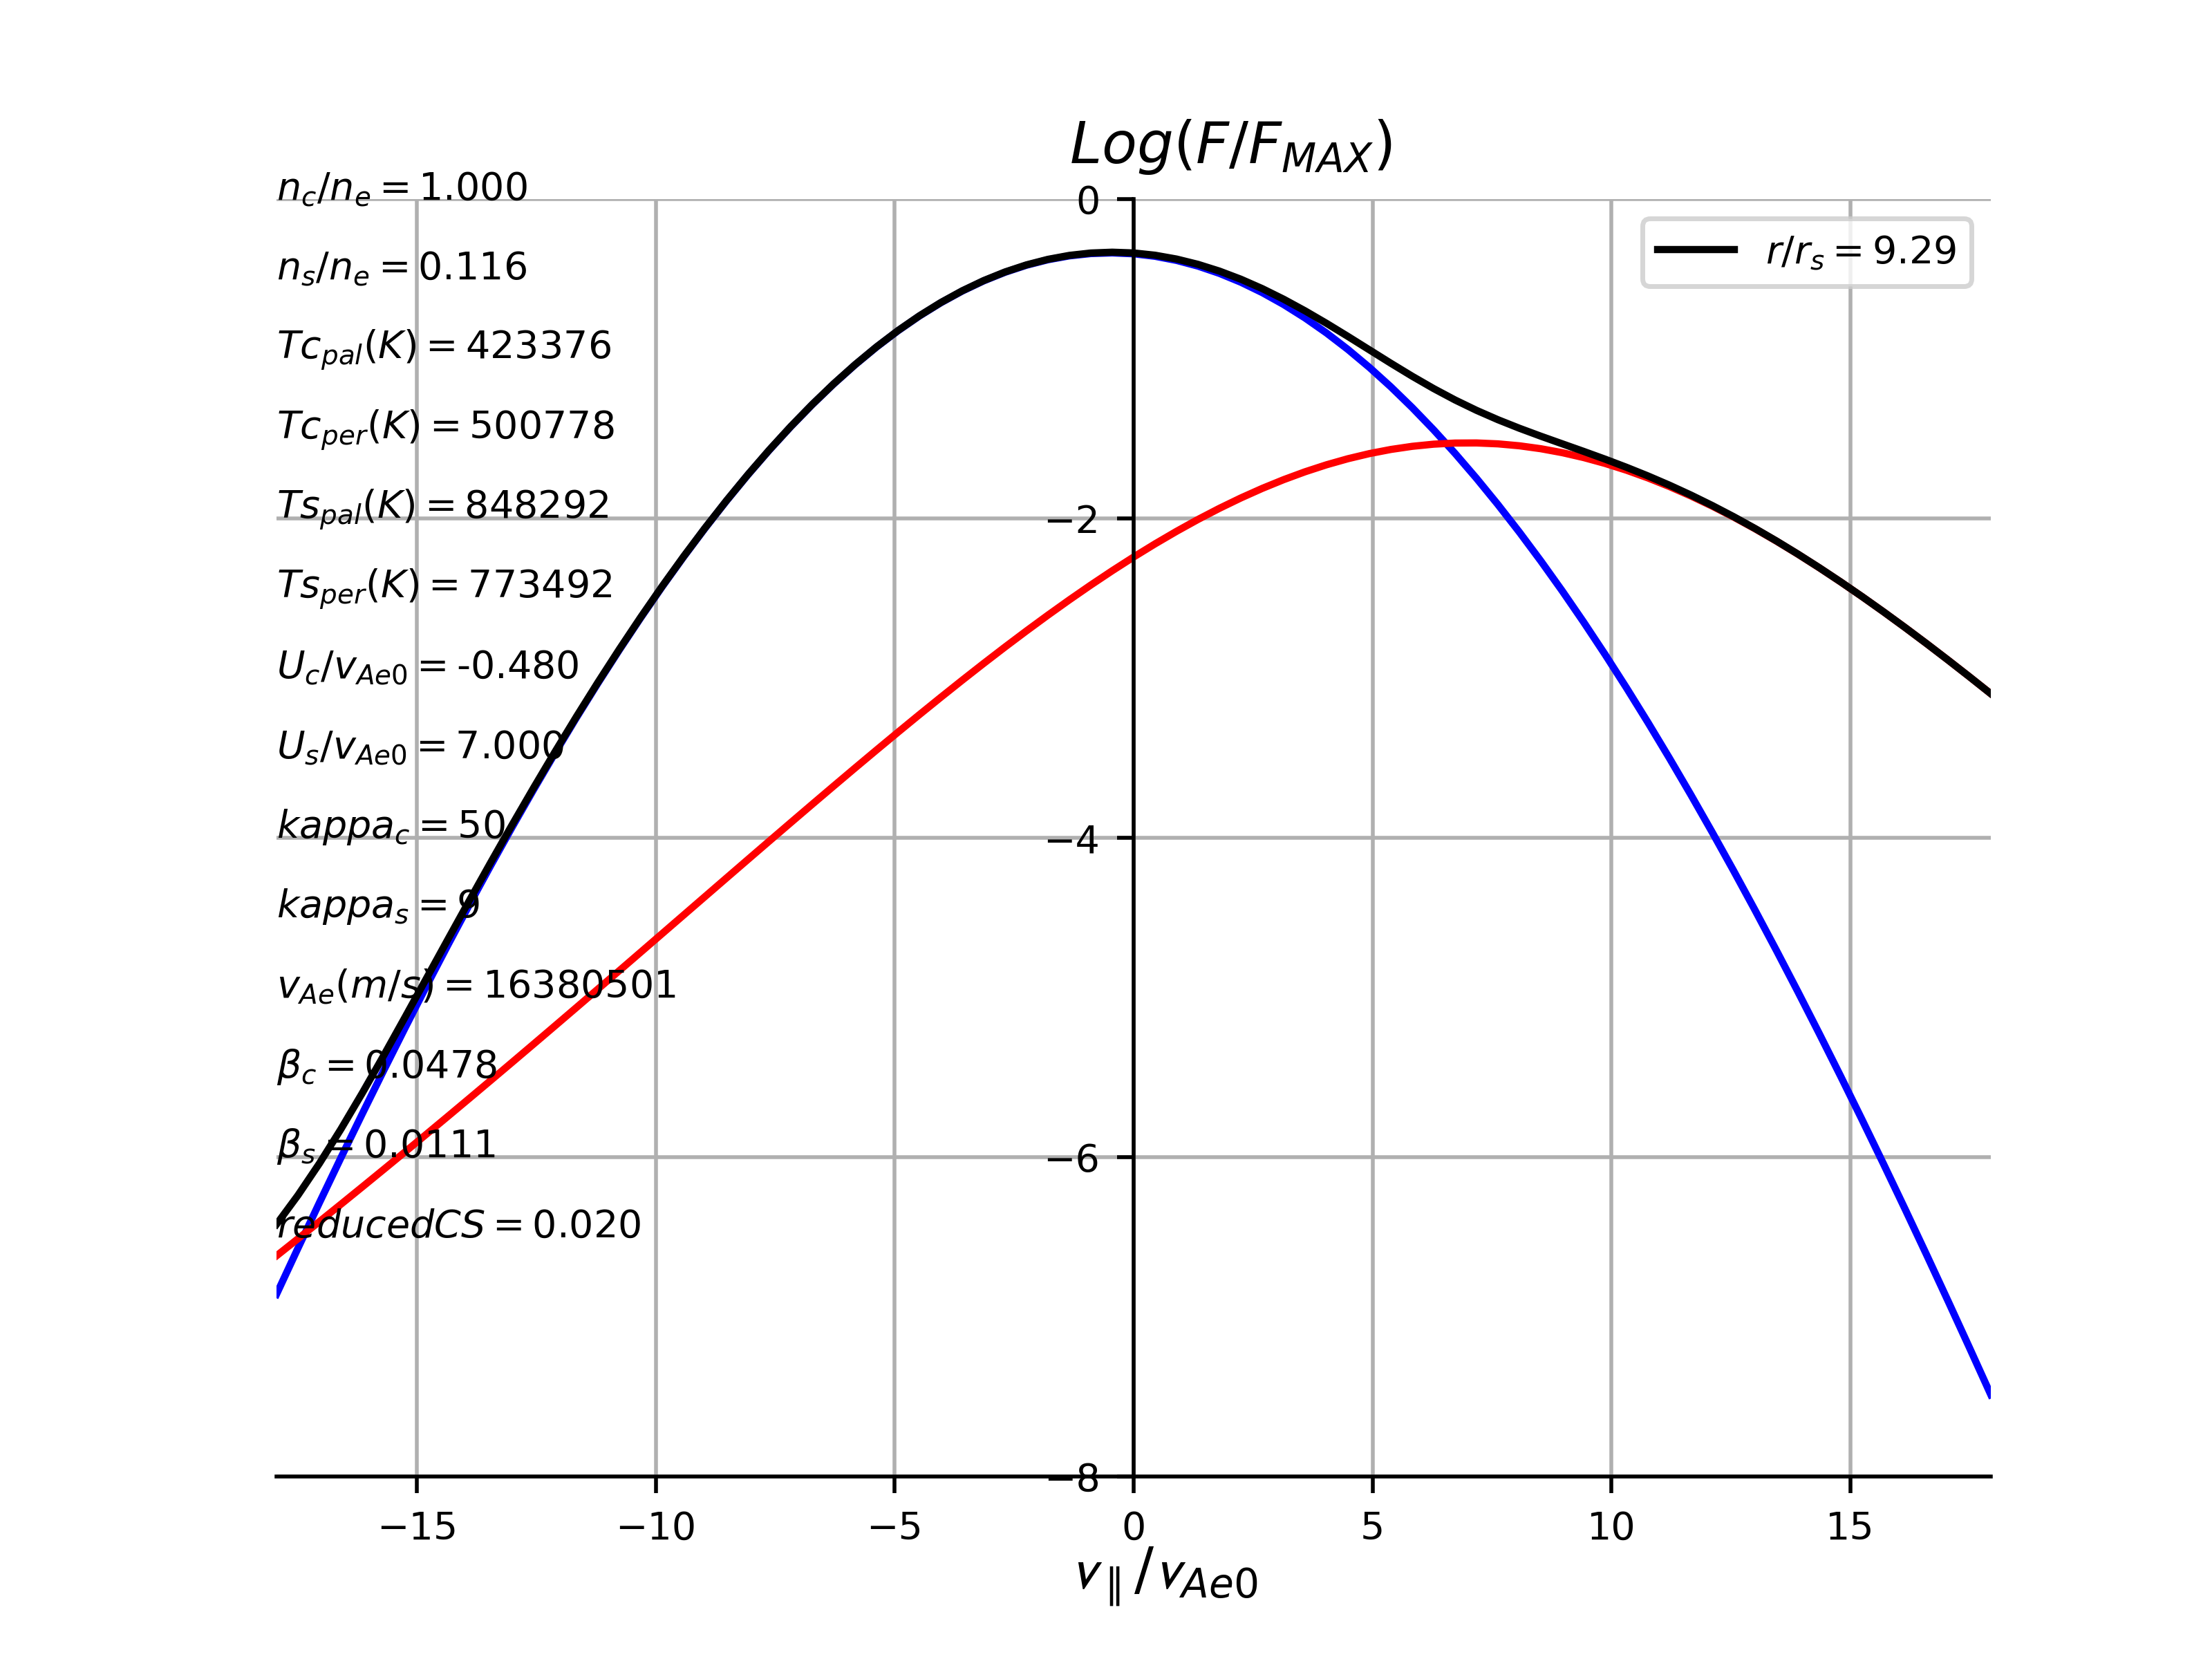 Log(F/F_MAX)
n_c/n_e = 1.000
n_s/n_e = 0.116
Tc_pal(K) = 423376
Tc_per(K) = 500778
Ts_pal(K) = 848292
Ts_per(K) = 773492
U_c/v_Ae0 = -0.480
U_s/v_Ae0 = 7.000
kappa_c = 50
kappa_s = 9
v_Ae(m/s) = 16380501
β_c = 0.0478
β_s = 0.0111
reducedCS = 0.020
r/r_s = 9.29
0
−2
−4
−6
−8
−15 −10 −5 0 5 10 15
v_∥/v_Ae0